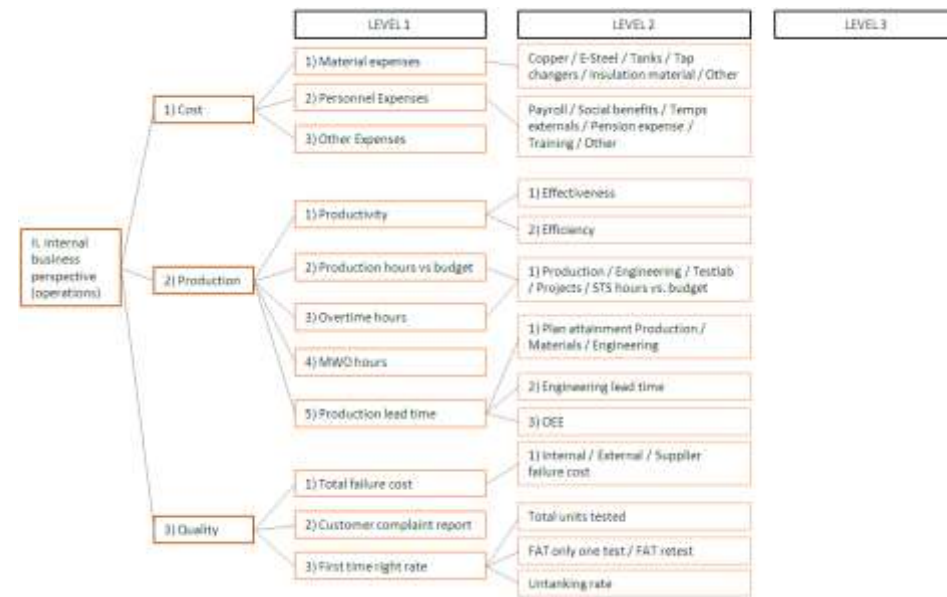 LEVEL 1
LEVEL 2
LEVEL 3
II. Internal
business
perspective
(operations)
1) Cost
1) Material expenses
Copper / E-Steel / Tanks / Tap
changers / Insulation material / Other
2) Personnel Expenses
Payroll / Social benefits / Temps
externals / Pension expense /
Training / Other
3) Other Expenses
2) Production
1) Productivity
1) Effectiveness
2) Efficiency
2) Production hours vs budget
1) Production / Engineering / Testlab
/ Projects / STS hours vs. budget
3) Overtime hours
4) MWO hours
5) Production lead time
1) Plan attainment Production /
Materials / Engineering
2) Engineering lead time
3) OEE
3) Quality
1) Total failure cost
1) Internal / External / Supplier
failure cost
2) Customer complaint report
3) First time right rate
Total units tested
FAT only one test / FAT retest
Untanking rate